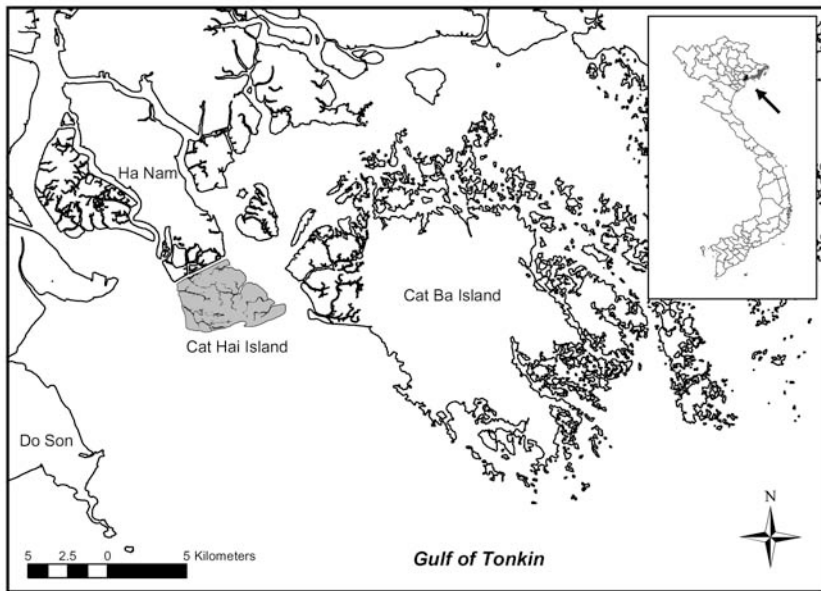 Ha Nam
Cat Ba Island
Cat Hai Island
Do Son
N
5 2.5 0 5 Kilometers
Gulf of Tonkin